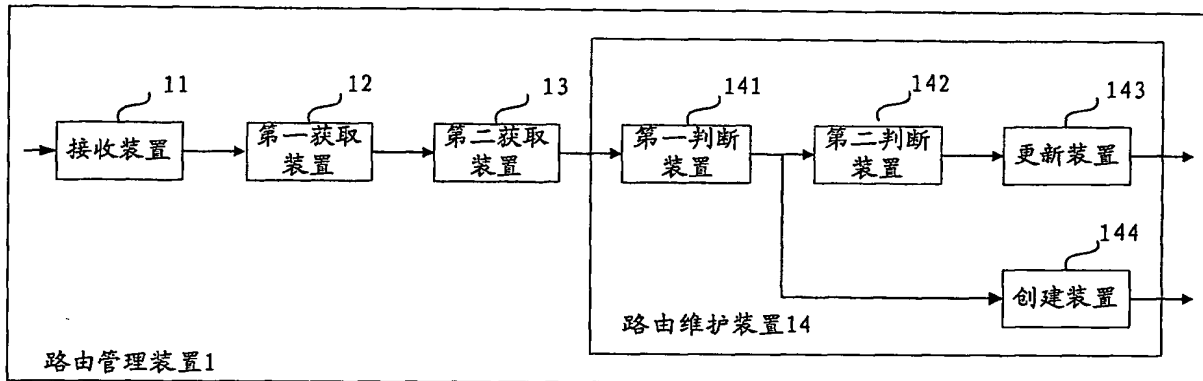 11
12
13
141
142
143
接收装置
第一获取
装置
第二获取
装置
第一判断
装置
第二判断
装置
更新装置
144
创建装置
路由维护装置14
路由管理装置1